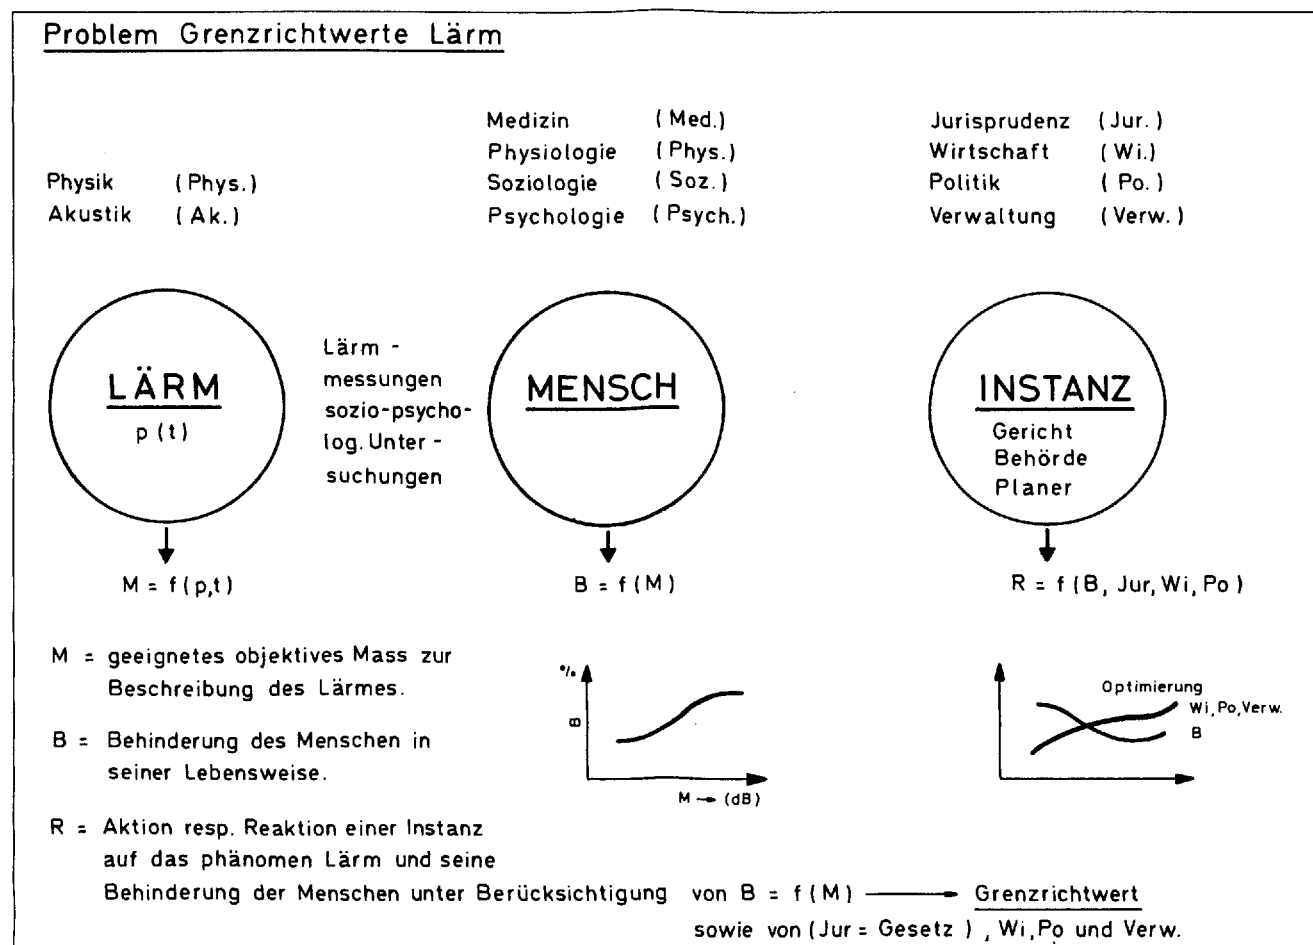 Problem Grenzrichtwerte Lärm
Physik (Phys.)
Akustik (Ak.)
Medizin (Med.)
Physiologie (Phys.)
Soziologie (Soz.)
Psychologie (Psych.)
Jurisprudenz (Jur.)
Wirtschaft (Wi.)
Politik (Po.)
Verwaltung (Verw.)
LÄRM
p (t)
Lärm -
messungen
sozio-psycho-
log. Unter -
suchungen
MENSCH
INSTANZ
Gericht
Behörde
Planer
M = f (p,t)
B = f (M)
R = f (B, Jur, Wi, Po)
M = geeignetes objektives Mass zur
Beschreibung des Lärmes.
B = Behinderung des Menschen in
seiner Lebensweise.
R = Aktion resp. Reaktion einer Instanz
auf das phänomen Lärm und seine
Behinderung der Menschen unter Berücksichtigung von B = f (M) → Grenzrichtwert
sowie von (Jur = Gesetz ) , Wi, Po und Verw.
%
B
M → (dB)
Optimierung
Wi, Po, Verw.
B